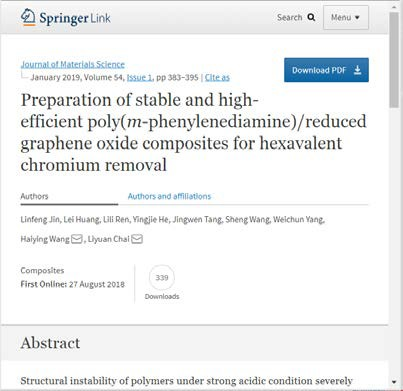 Springer Link
Search
Menu
Journal of Materials Science
January 2019, Volume 54, Issue 1, pp 383–395 | Cite as
Download PDF
Preparation of stable and high-
efficient poly(m-phenylenediamine)/reduced
graphene oxide composites for hexavalent
chromium removal
Authors
Authors and affiliations
Linfeng Jin, Lei Huang, Lili Ren, Yingjie He, Jingwen Tang, Sheng Wang, Weichun Yang,
Haiying Wang, Liyuan Chai
Composites
First Online: 27 August 2018
339
Downloads
Abstract
Structural instability of polymers under strong acidic condition severely